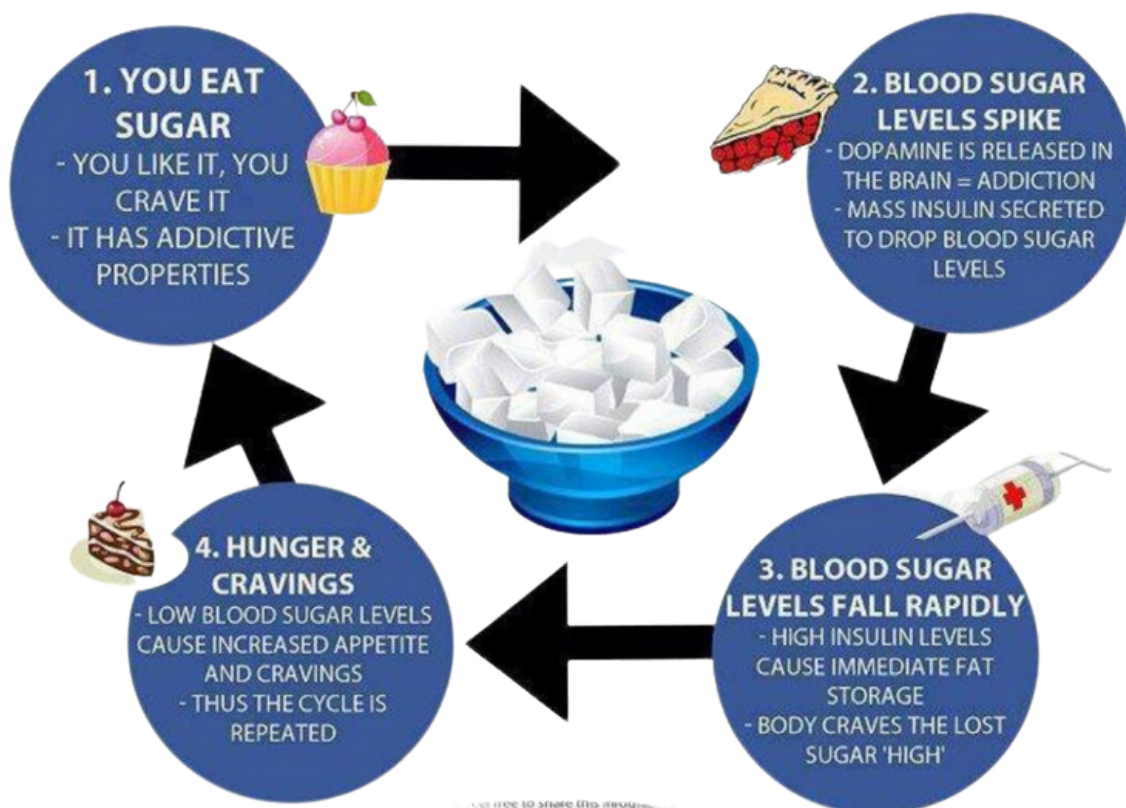 1. YOU EAT
SUGAR
- YOU LIKE IT, YOU
CRAVE IT
- IT HAS ADDICTIVE
PROPERTIES
2. BLOOD SUGAR
LEVELS SPIKE
- DOPAMINE IS RELEASED IN
THE BRAIN = ADDICTION
- MASS INSULIN SECRETED
TO DROP BLOOD SUGAR
LEVELS
3. BLOOD SUGAR
LEVELS FALL RAPIDLY
- HIGH INSULIN LEVELS
CAUSE IMMEDIATE FAT
STORAGE
- BODY CRAVES THE LOST
SUGAR 'HIGH'
4. HUNGER &
CRAVINGS
- LOW BLOOD SUGAR LEVELS
CAUSE INCREASED APPETITE
AND CRAVINGS
- THUS THE CYCLE IS
REPEATED
free to share this